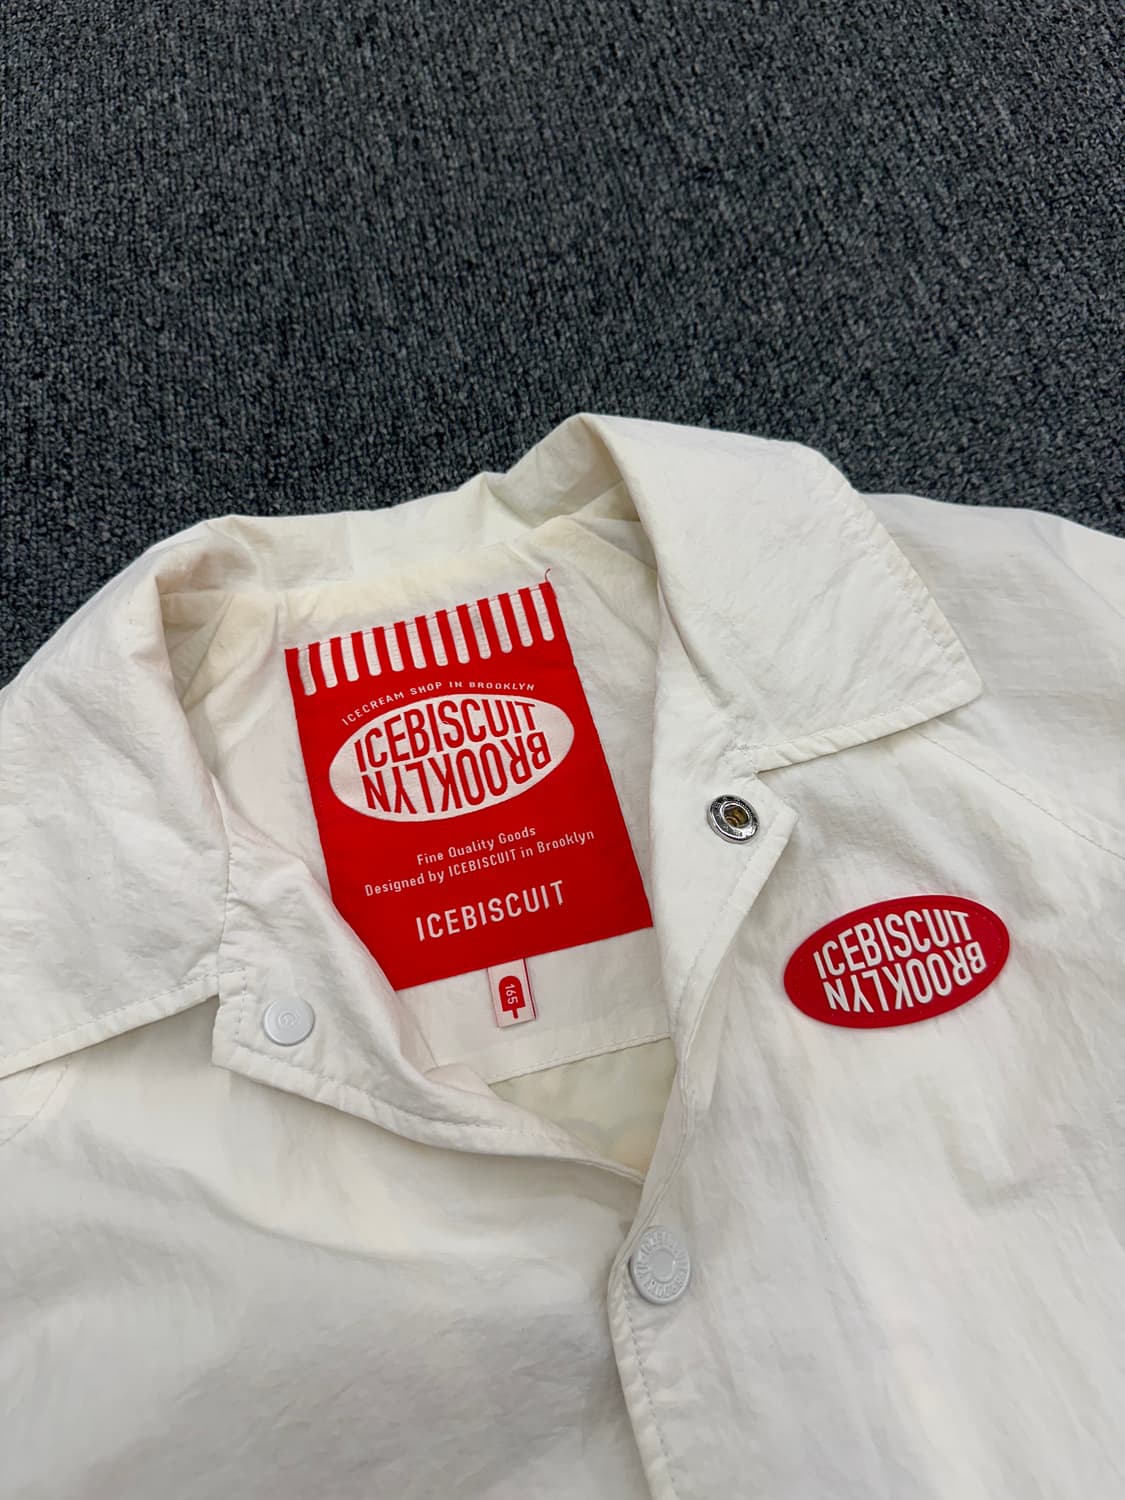 ICECREAM SHOP IN BROOKLYN
ICEBISCUIT
BROOKLYN
Fine Quality Goods
Designed by ICEBISCUIT in Brooklyn
ICEBISCUIT
165
ICEBISCUIT
BROOKLYN